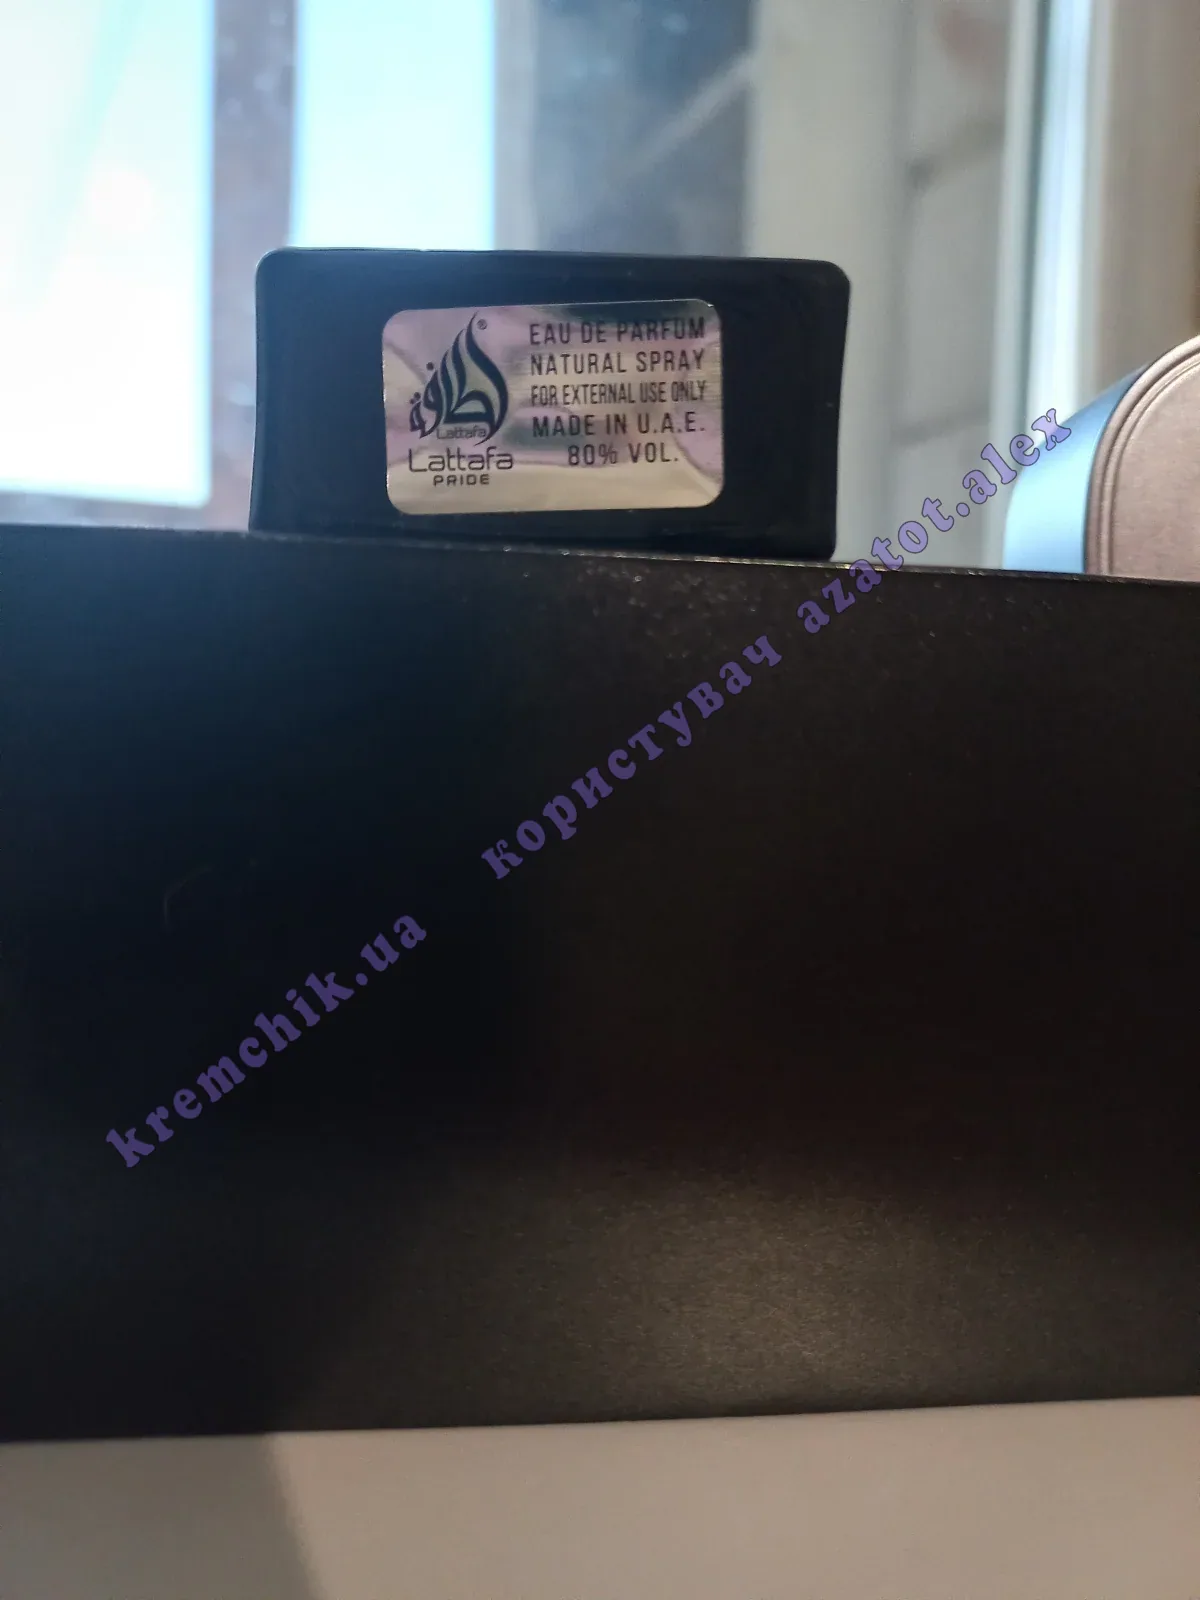 لطافة
®
Lattafa
Lattafa
PRIDE
EAU DE PARFUM
NATURAL SPRAY
FOR EXTERNAL USE ONLY
MADE IN U.A.E.
80% VOL.
kremchik.ua користувач azatot.alex